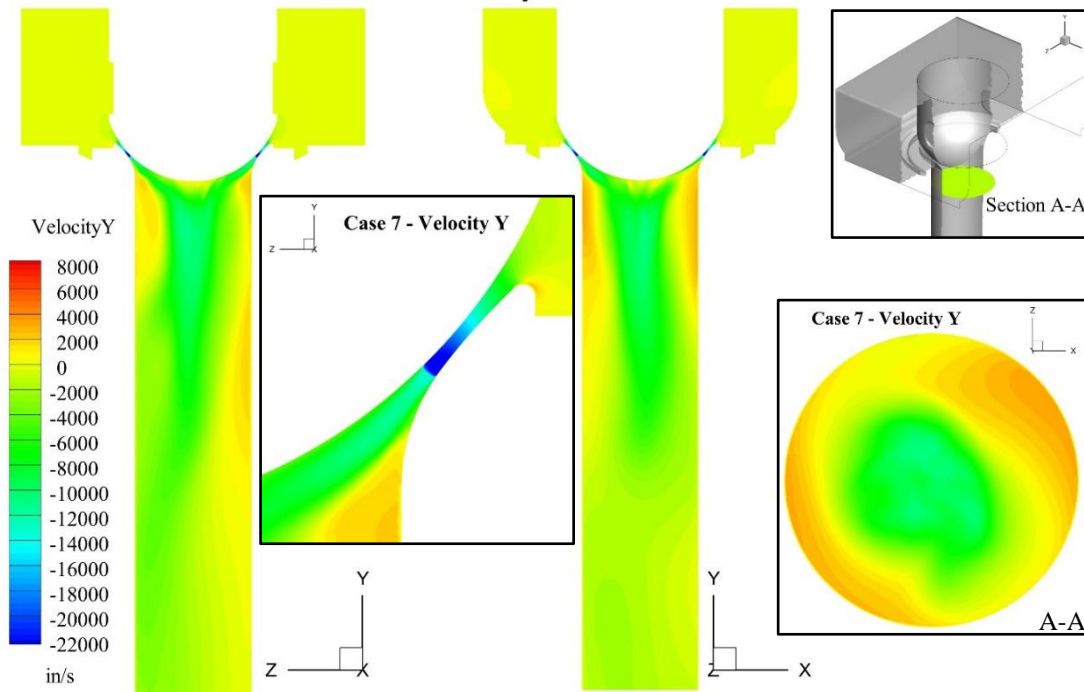 VelocityY
8000
6000
4000
2000
0
-2000
-4000
-6000
-8000
-10000
-12000
-14000
-16000
-18000
-20000
-22000
in/s
Y
Z
X
Case 7 - Velocity Y
Y
Z
X
Y
Z
X
Y
Z
Section A-A
Case 7 - Velocity Y
Z
X
A-A